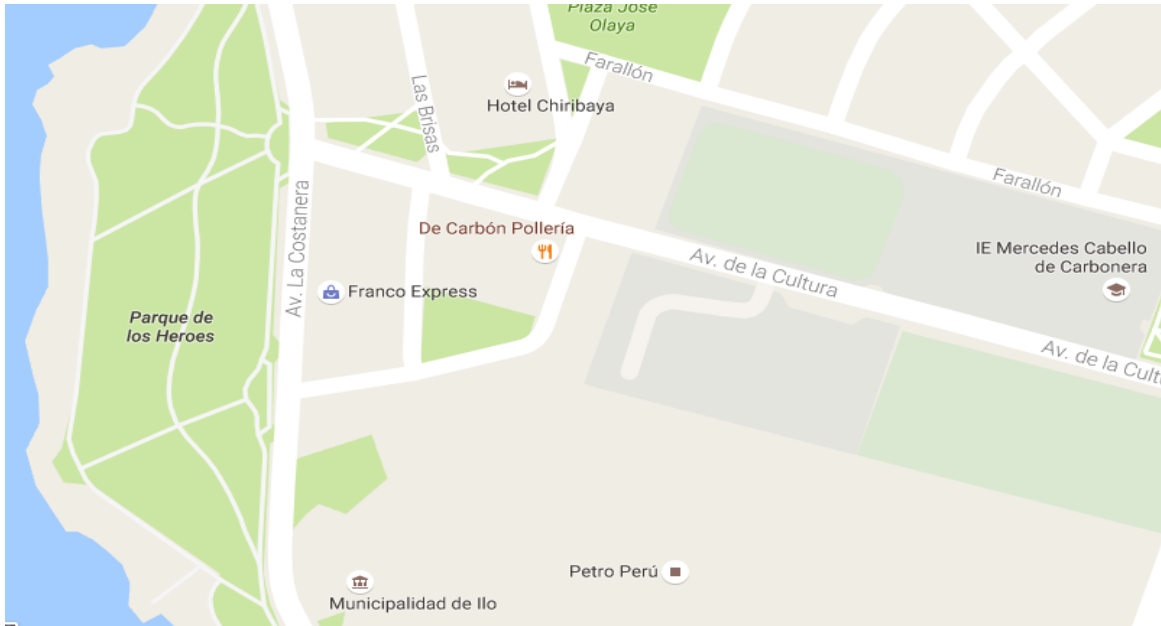 Plaza José
Olaya
Farallón
Las Brisas
Hotel Chiribaya
Farallón
Av. La Costanera
De Carbón Pollería
IE Mercedes Cabello
de Carbonera
Av. de la Cultura
Franco Express
Parque de
los Heroes
Av. de la Cultu
Petro Perú
Municipalidad de Ilo